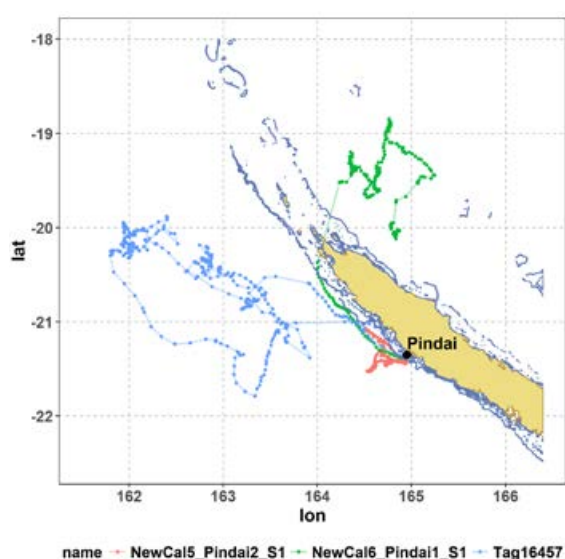 -18
-19
-20
lat
-21
Pindai
-22
162 163 164 165 166
lon
name NewCal5_Pindai2_S1 NewCal6_Pindai1_S1 Tag16457